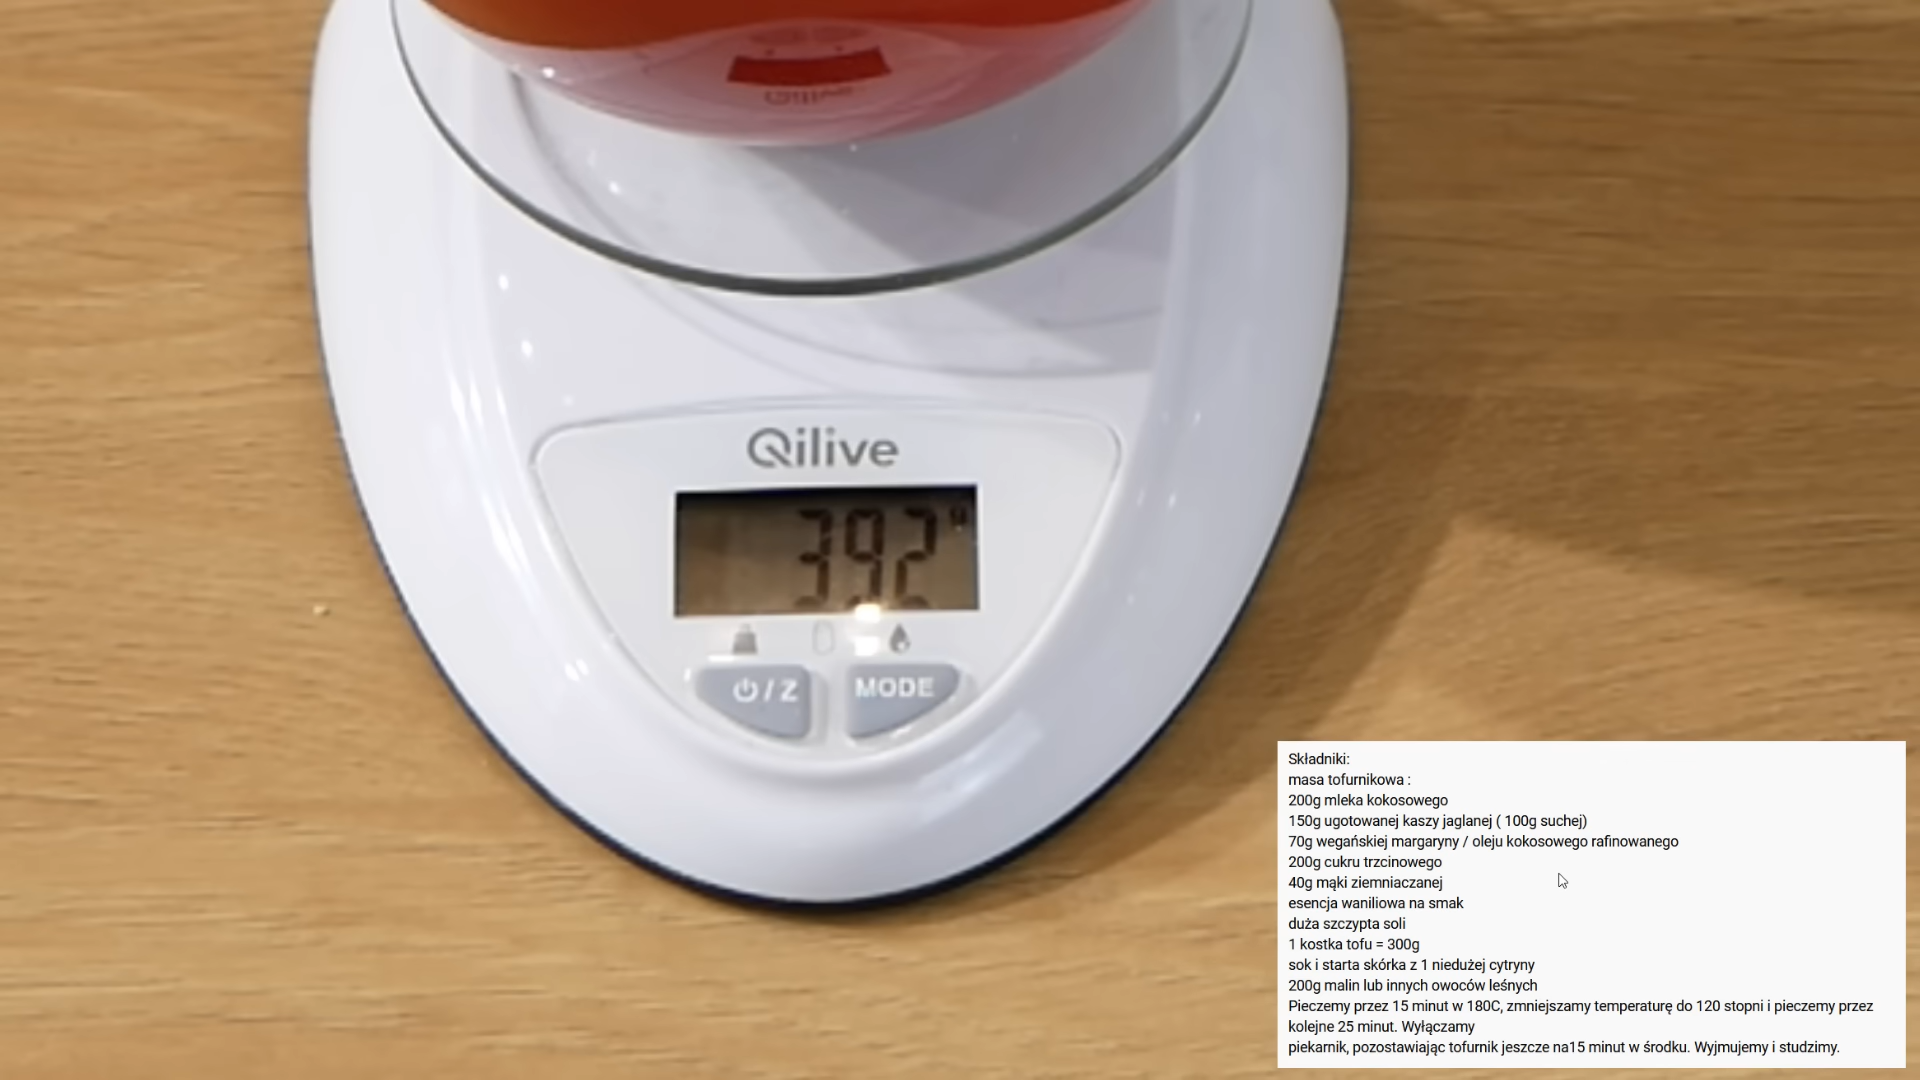 Qilive
392 g
⏻ / Z
MODE
Składniki:
masa tofurnikowa :
200g mleka kokosowego
150g ugotowanej kaszy jaglanej ( 100g suchej)
70g wegańskiej margaryny / oleju kokosowego rafinowanego
200g cukru trzcinowego
40g mąki ziemniaczanej
esencja waniliowa na smak
duża szczypta soli
1 kostka tofu = 300g
sok i starta skórka z 1 niedużej cytryny
200g malin lub innych owoców leśnych
Pieczemy przez 15 minut w 180C, zmniejszamy temperaturę do 120 stopni i pieczemy przez
kolejne 25 minut. Wyłączamy
piekarnik, pozostawiając tofurnik jeszcze na15 minut w środku. Wyjmujemy i studzimy.